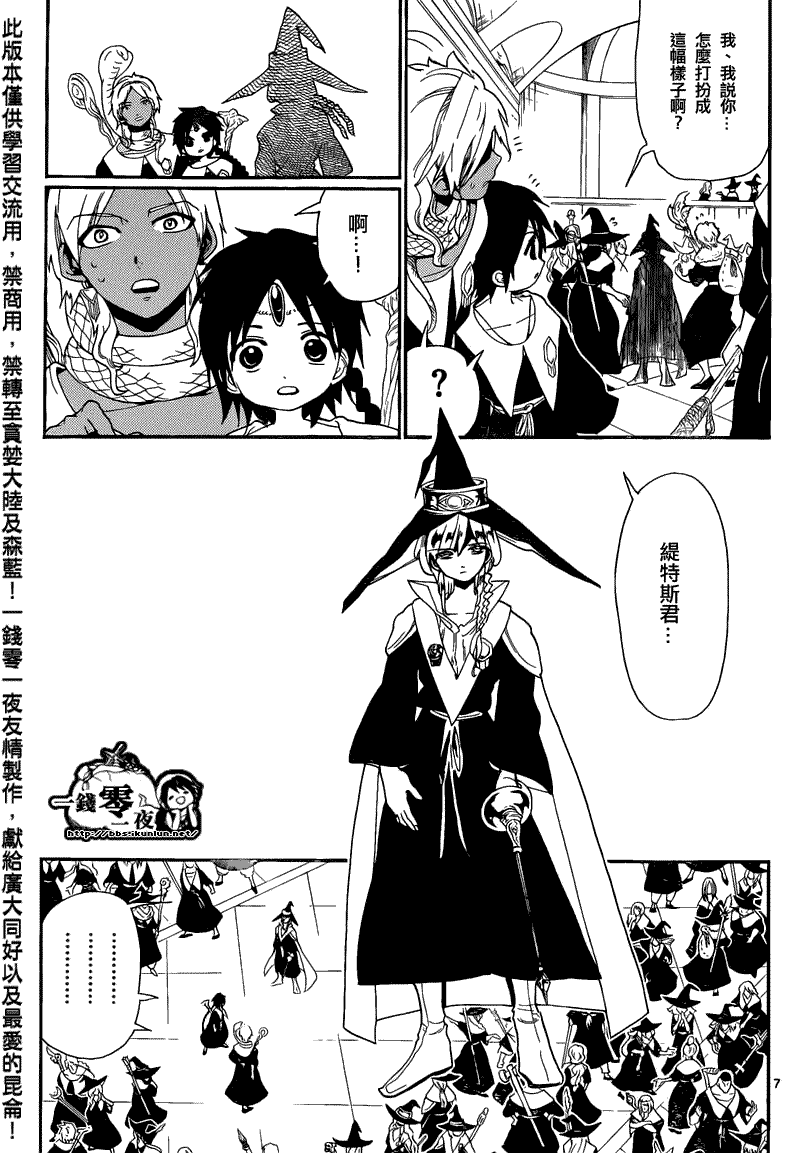 我、我說你…
怎麼打扮成
這幅樣子啊？
？
啊…！
緹特斯君…
………
………
一錢零一夜
http://bbs.ikunlun.net/
7
此版本僅供學習交流用，禁商用，禁轉至貪婪大陸及森藍！一錢零一夜友情製作，獻給廣大同好以及最愛的昆侖！